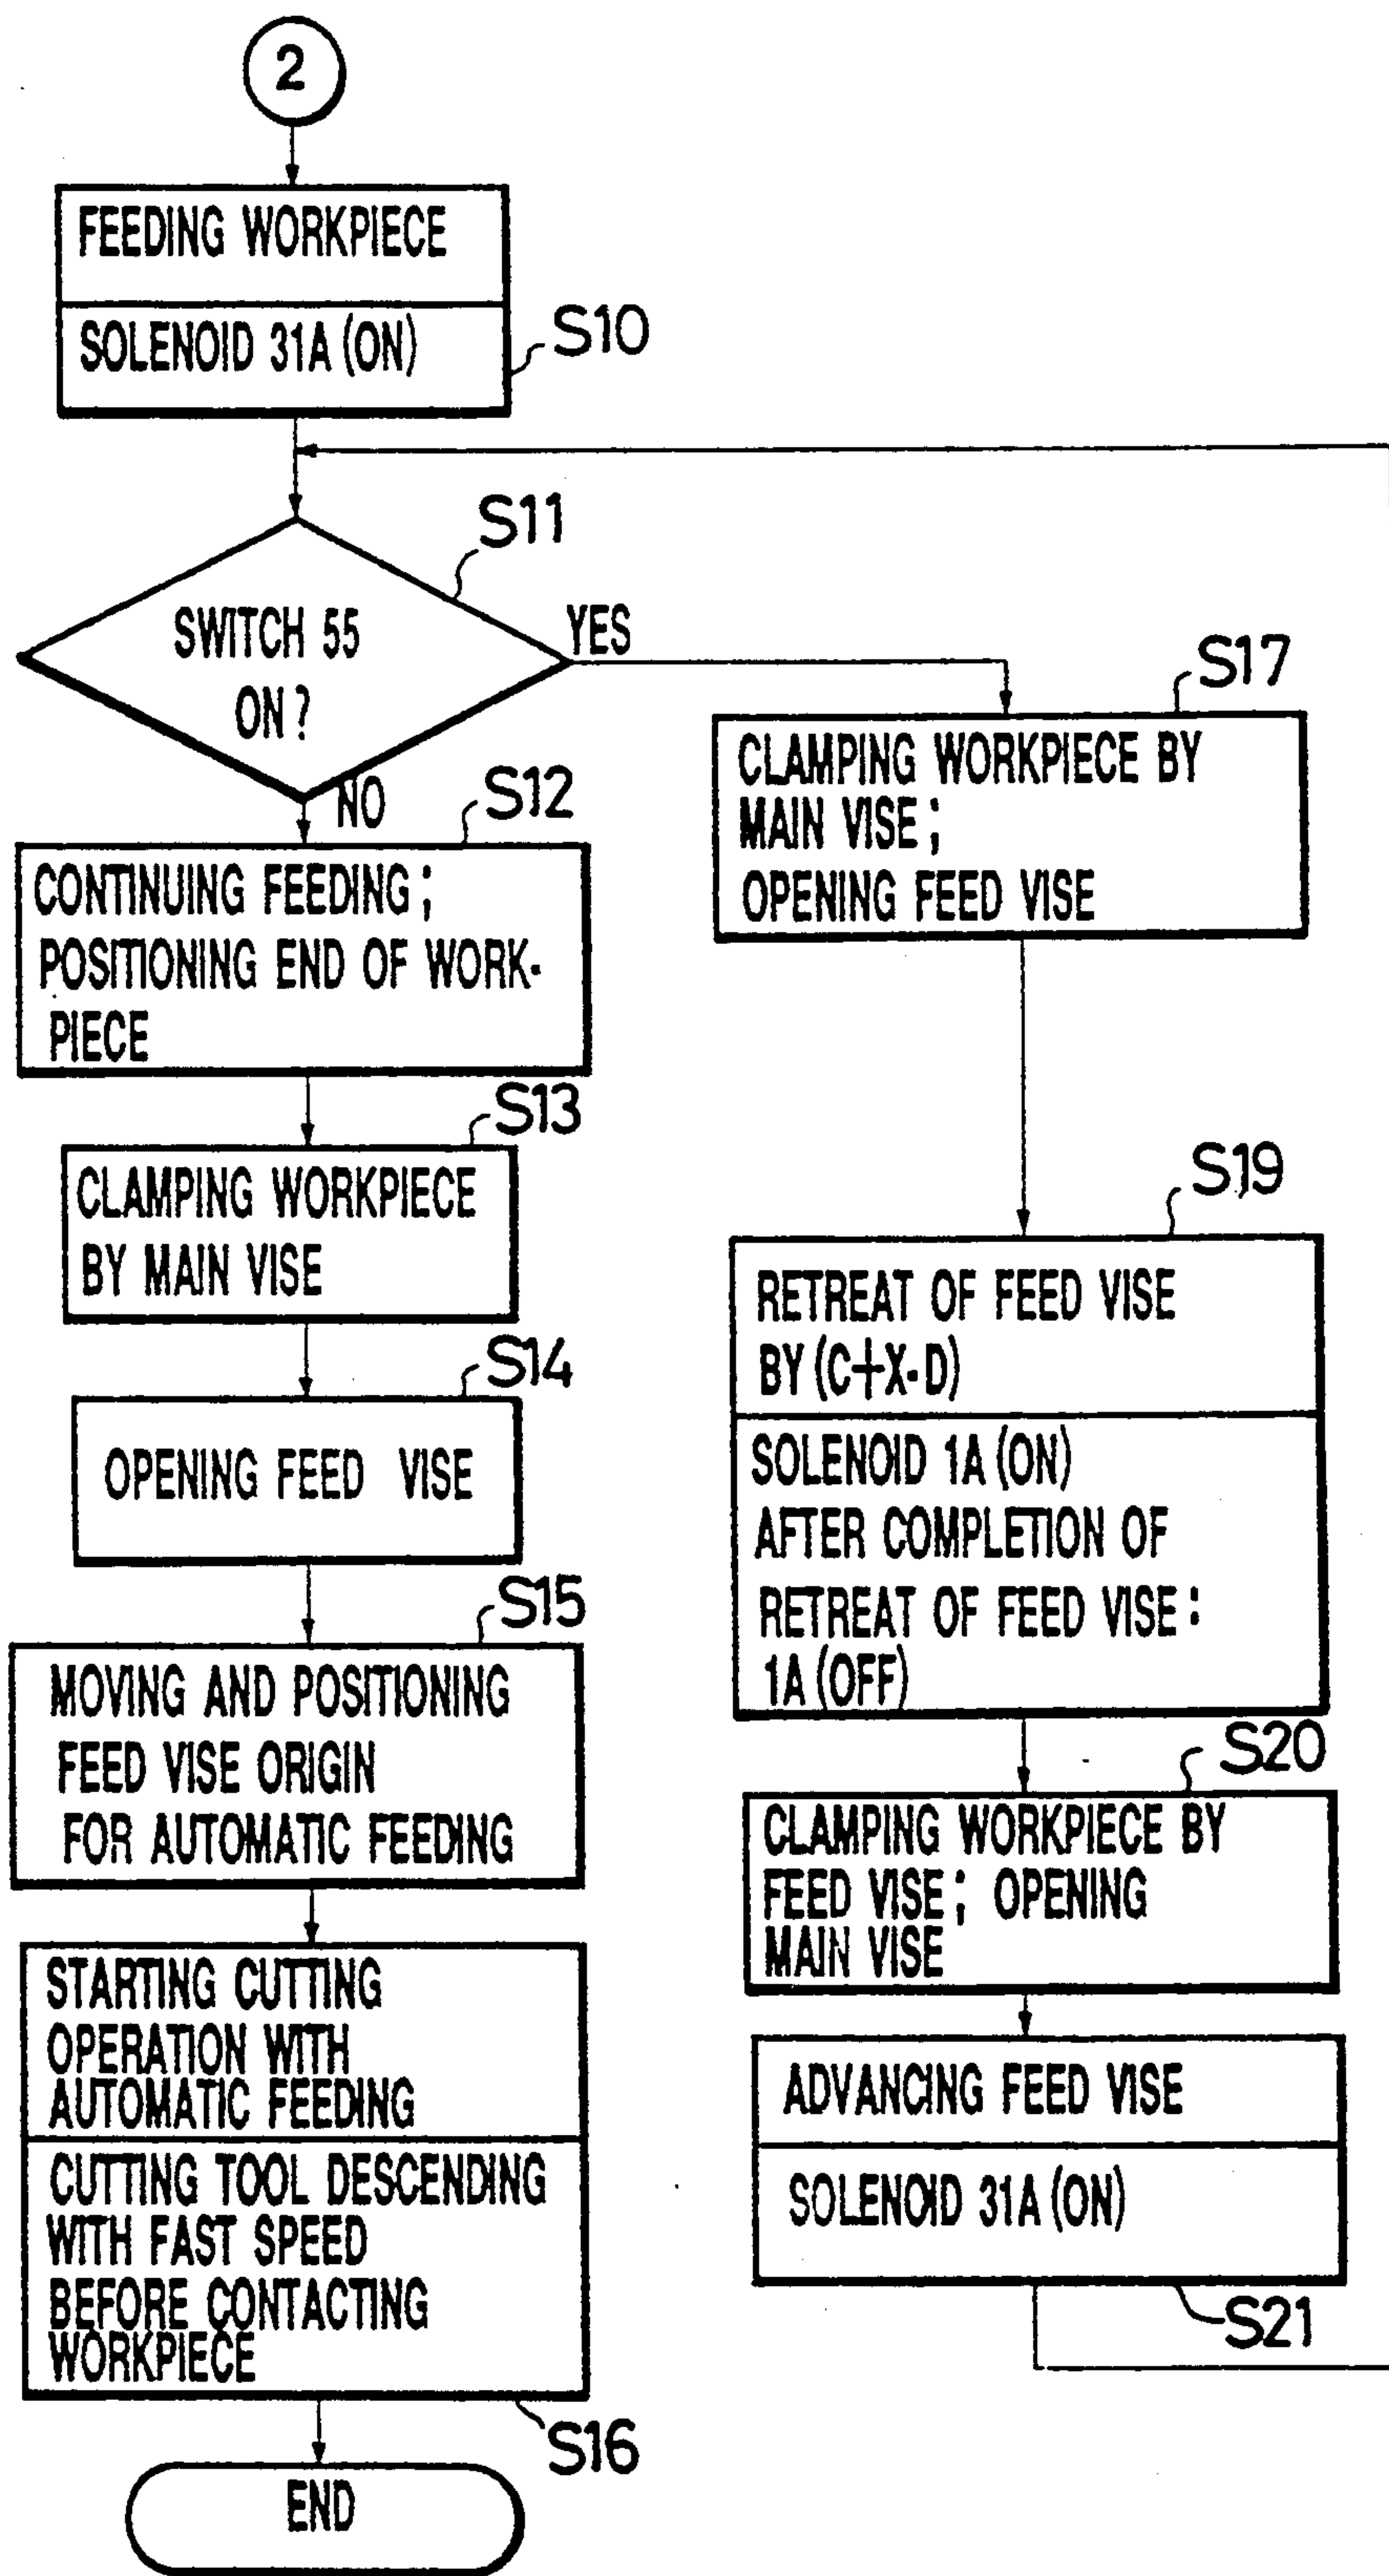 2
FEEDING WORKPIECE
SOLENOID 31A (ON)
S10
S11
SWITCH 55
ON ?
YES
NO
S12
CONTINUING FEEDING ;
POSITIONING END OF WORK-
PIECE
S13
CLAMPING WORKPIECE
BY MAIN VISE
S14
OPENING FEED VISE
S15
MOVING AND POSITIONING
FEED VISE ORIGIN
FOR AUTOMATIC FEEDING
STARTING CUTTING
OPERATION WITH
AUTOMATIC FEEDING
CUTTING TOOL DESCENDING
WITH FAST SPEED
BEFORE CONTACTING
WORKPIECE
S16
END
S17
CLAMPING WORKPIECE BY
MAIN VISE ;
OPENING FEED VISE
S19
RETREAT OF FEED VISE
BY (C+X-D)
SOLENOID 1A (ON)
AFTER COMPLETION OF
RETREAT OF FEED VISE :
1A (OFF)
S20
CLAMPING WORKPIECE BY
FEED VISE ; OPENING
MAIN VISE
ADVANCING FEED VISE
SOLENOID 31A (ON)
S21